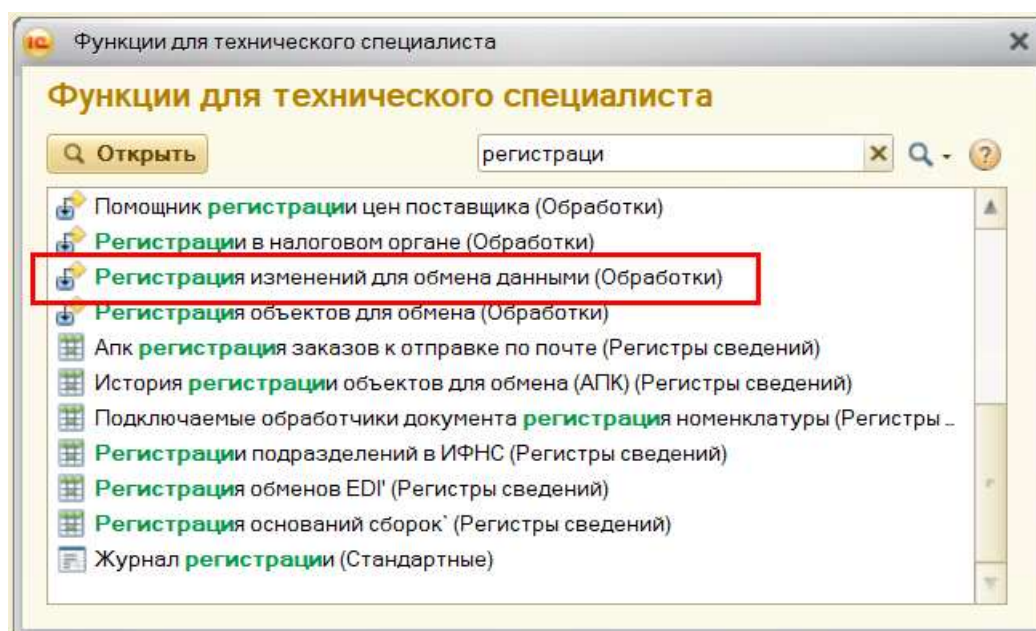 1С Функции для технического специалиста
Функции для технического специалиста
Открыть регистраци
Помощник регистрации цен поставщика (Обработки)
Регистрации в налоговом органе (Обработки)
Регистрация изменений для обмена данными (Обработки)
Регистрация объектов для обмена (Обработки)
Апк регистрация заказов к отправке по почте (Регистры сведений)
История регистрации объектов для обмена (АПК) (Регистры сведений)
Подключаемые обработчики документа регистрация номенклатуры (Регистры ...
Регистрации подразделений в ИФНС (Регистры сведений)
Регистрация обменов EDI' (Регистры сведений)
Регистрация оснований сборок` (Регистры сведений)
Журнал регистрации (Стандартные)